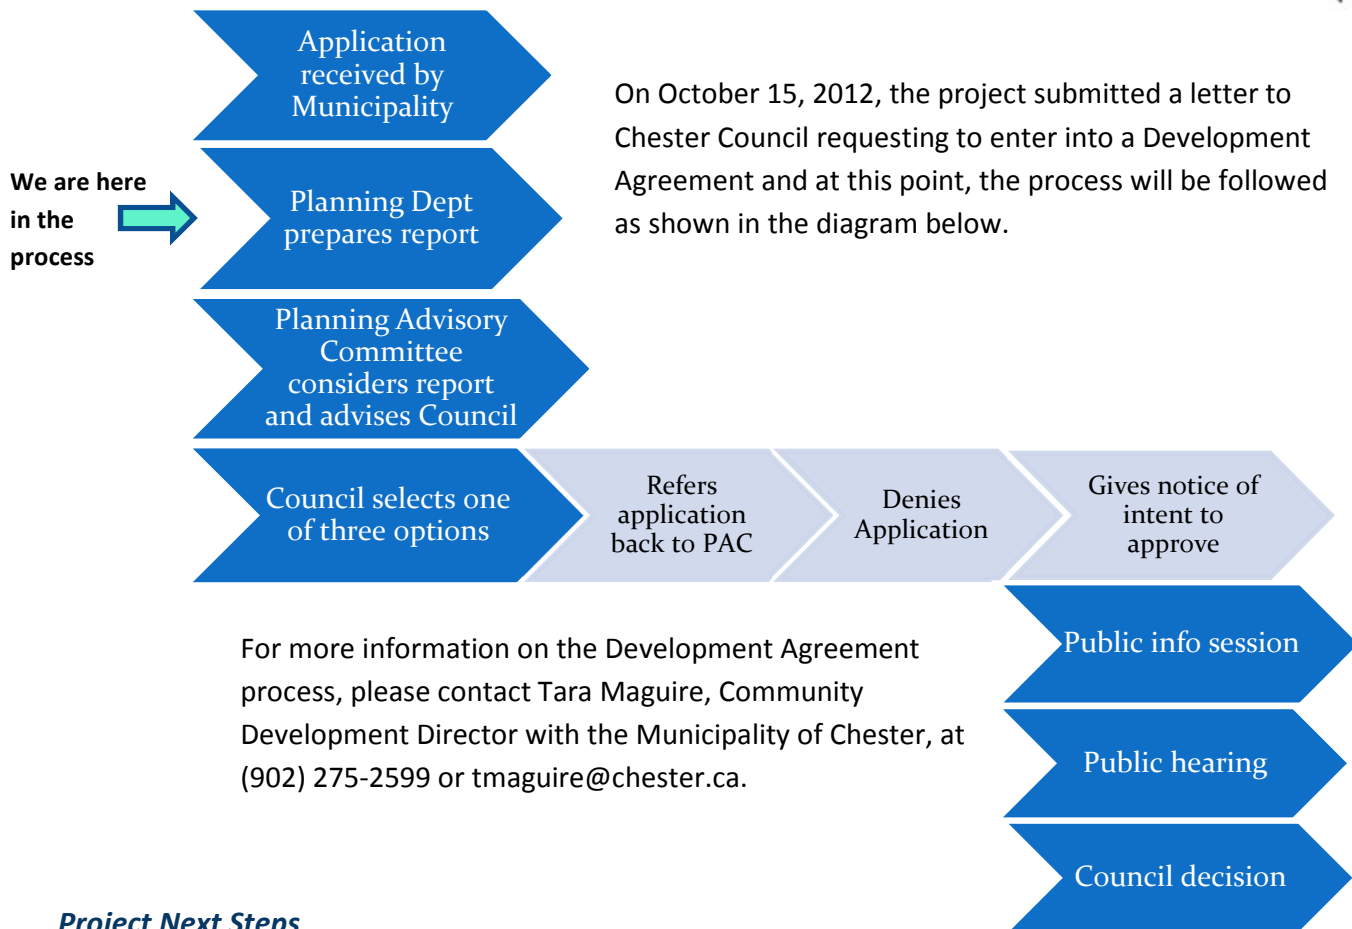 Application
received by
Municipality
On October 15, 2012, the project submitted a letter to
Chester Council requesting to enter into a Development
Agreement and at this point, the process will be followed
as shown in the diagram below.
We are here
in the
process
Planning Dept
prepares report
Planning Advisory
Committee
considers report
and advises Council
Council selects one
of three options
Refers
application
back to PAC
Denies
Application
Gives notice of
intent to
approve
Public info session
For more information on the Development Agreement
process, please contact Tara Maguire, Community
Development Director with the Municipality of Chester, at
(902) 275-2599 or tmaguire@chester.ca.
Public hearing
Council decision
Project Next Steps